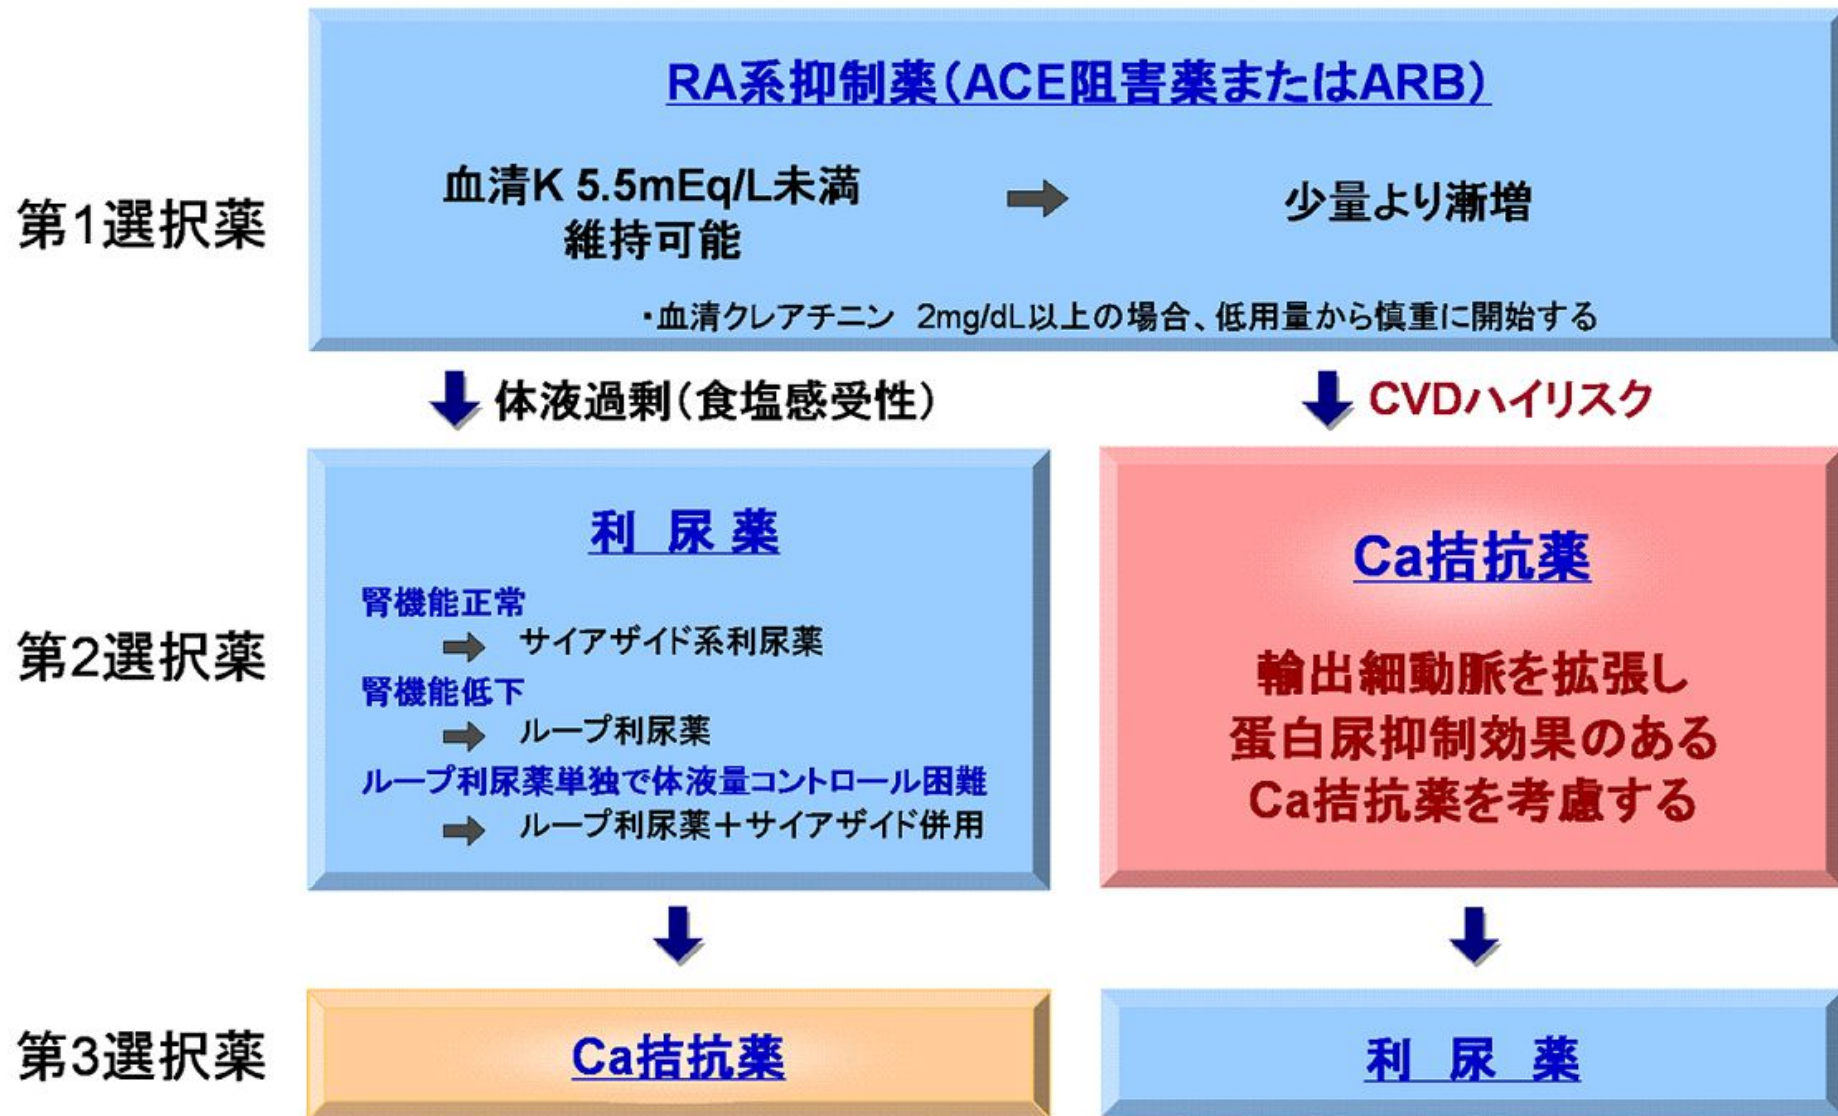 RA系抑制薬(ACE阻害薬またはARB)
第1選択薬
血清K 5.5mEq/L未満
維持可能
少量より漸増
・血清クレアチニン 2mg/dL以上の場合、低用量から慎重に開始する
体液過剰(食塩感受性)
CVDハイリスク
第2選択薬
利 尿 薬
腎機能正常
サイアザイド系利尿薬
腎機能低下
ループ利尿薬
ループ利尿薬単独で体液量コントロール困難
ループ利尿薬+サイアザイド併用
Ca拮抗薬
輸出細動脈を拡張し
蛋白尿抑制効果のある
Ca拮抗薬を考慮する
第3選択薬
Ca拮抗薬
利 尿 薬